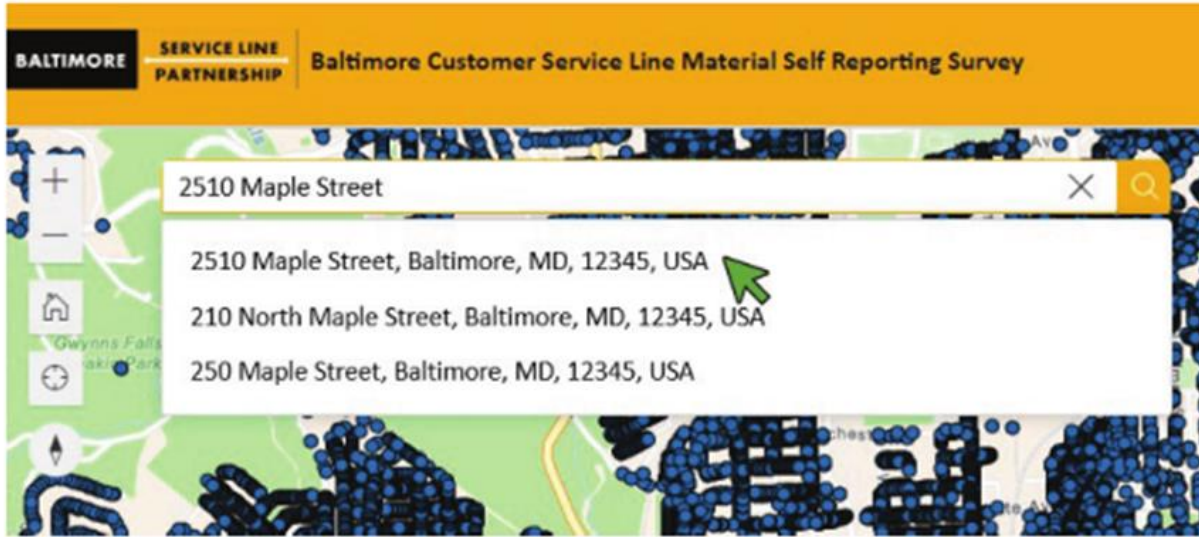 BALTIMORE
SERVICE LINE
PARTNERSHIP
Baltimore Customer Service Line Material Self Reporting Survey
2510 Maple Street
2510 Maple Street, Baltimore, MD, 12345, USA
210 North Maple Street, Baltimore, MD, 12345, USA
250 Maple Street, Baltimore, MD, 12345, USA
Gwynns Falls
Park